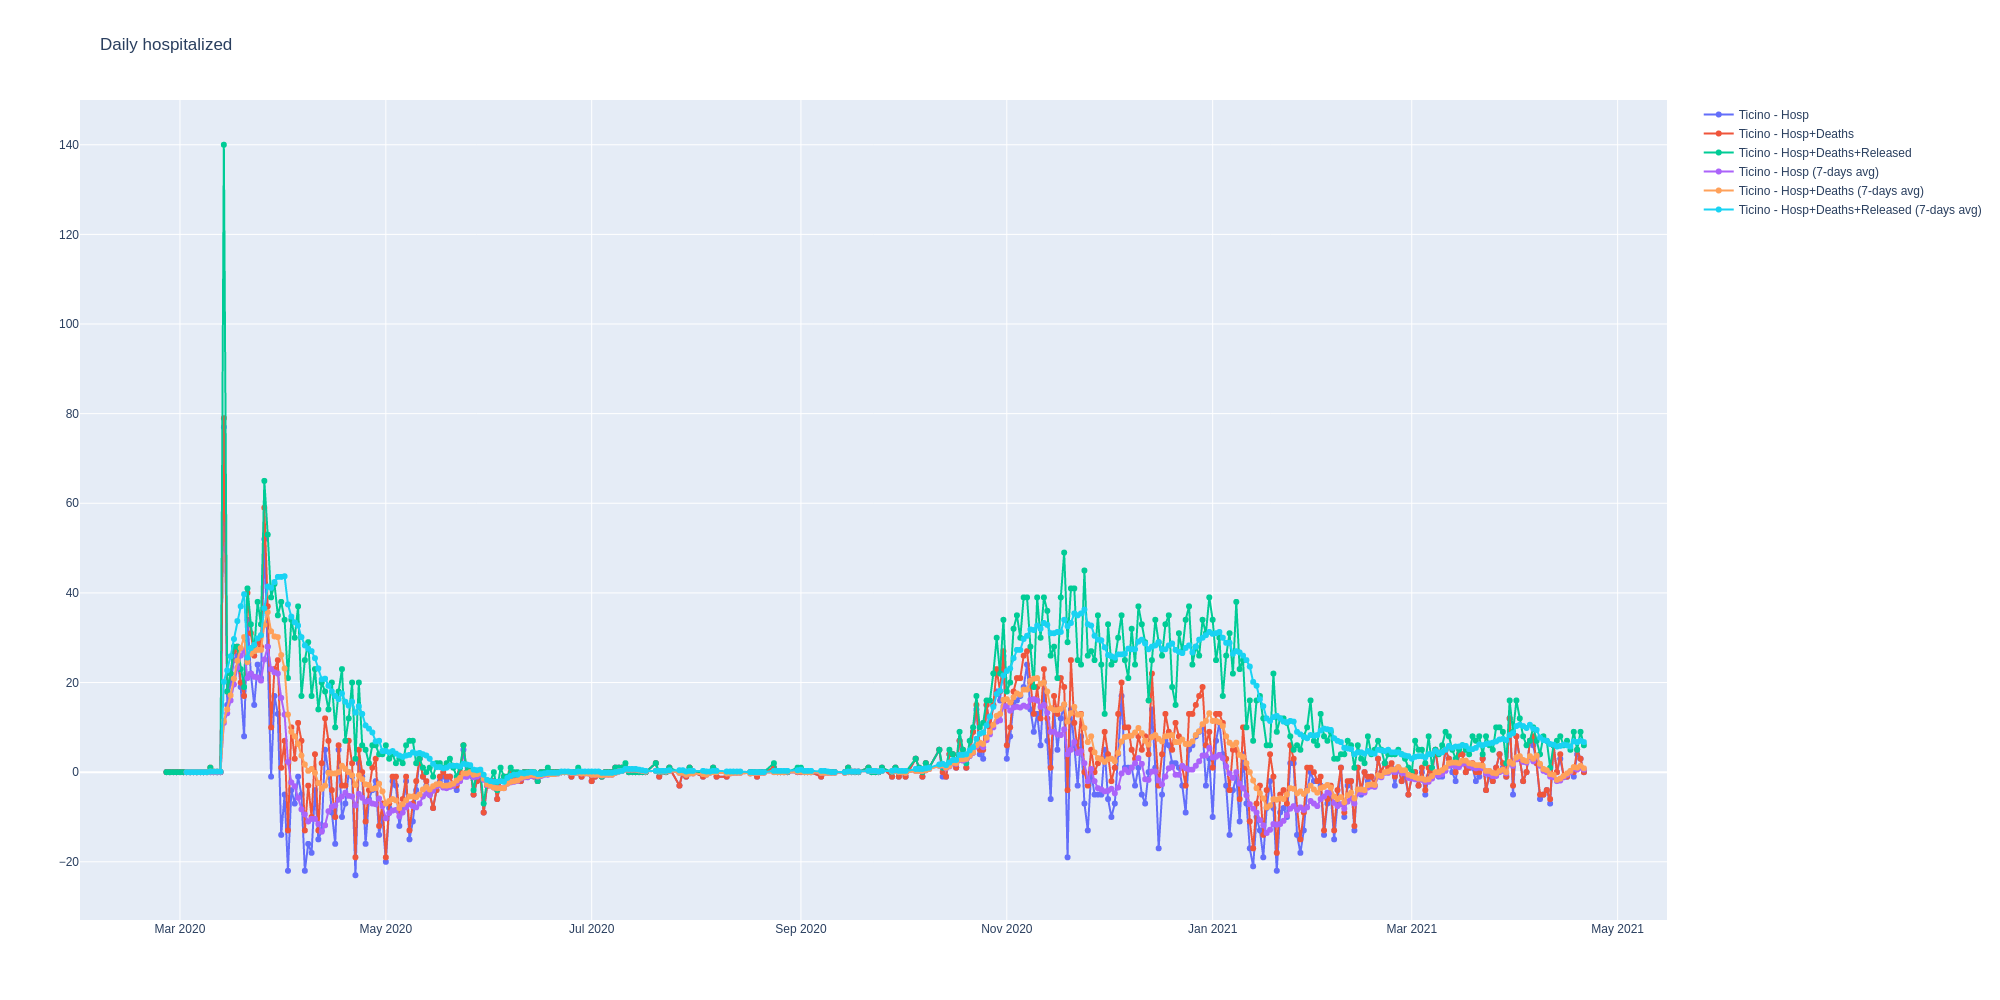 Daily hospitalized
140
120
100
80
60
40
20
0
−20
Mar 2020
May 2020
Jul 2020
Sep 2020
Nov 2020
Jan 2021
Mar 2021
May 2021
Ticino - Hosp
Ticino - Hosp+Deaths
Ticino - Hosp+Deaths+Released
Ticino - Hosp (7-days avg)
Ticino - Hosp+Deaths (7-days avg)
Ticino - Hosp+Deaths+Released (7-days avg)